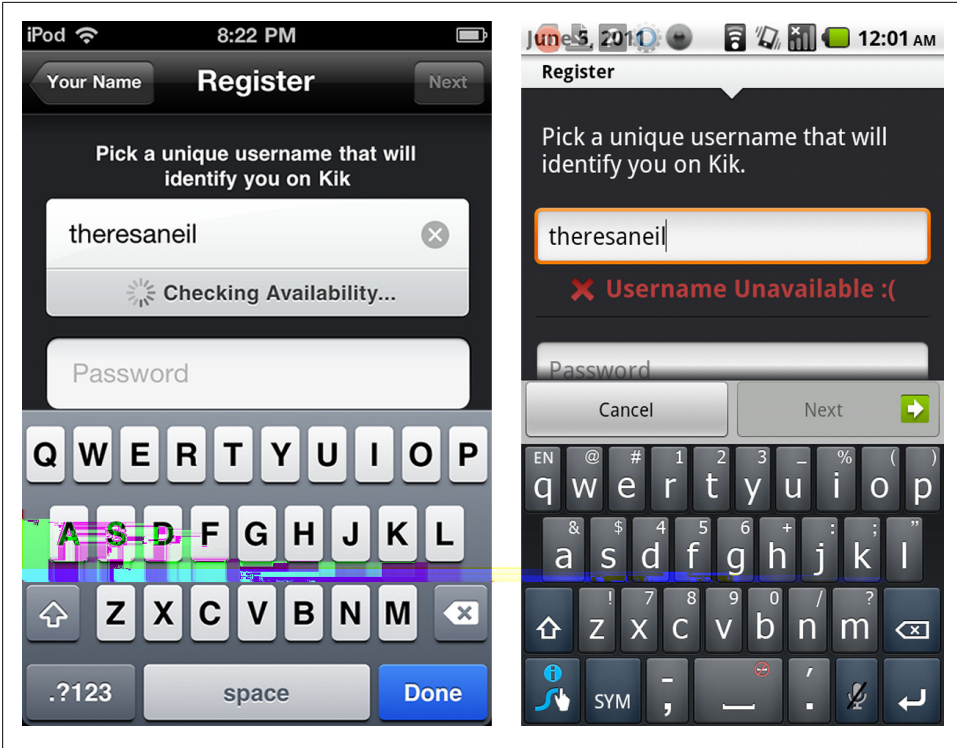 iPod 8:22 PM
Your Name Register Next
Pick a unique username that will
identify you on Kik
theresaneil
Checking Availability...
Password
Q W E R T Y U I O P
A S D F G H J K L
Z X C V B N M
.?123 space Done
June 5, 2011 12:01 AM
Register
Pick a unique username that will
identify you on Kik.
theresaneil
Username Unavailable :(
Password
Cancel Next
EN @ # 1 2 3 _ % ( )
q w e r t y u i o p
& $ 4 5 6 + : ; "
a s d f g h j k l
! 7 8 9 0 / ?
z x c v b n m
SYM - , ' .